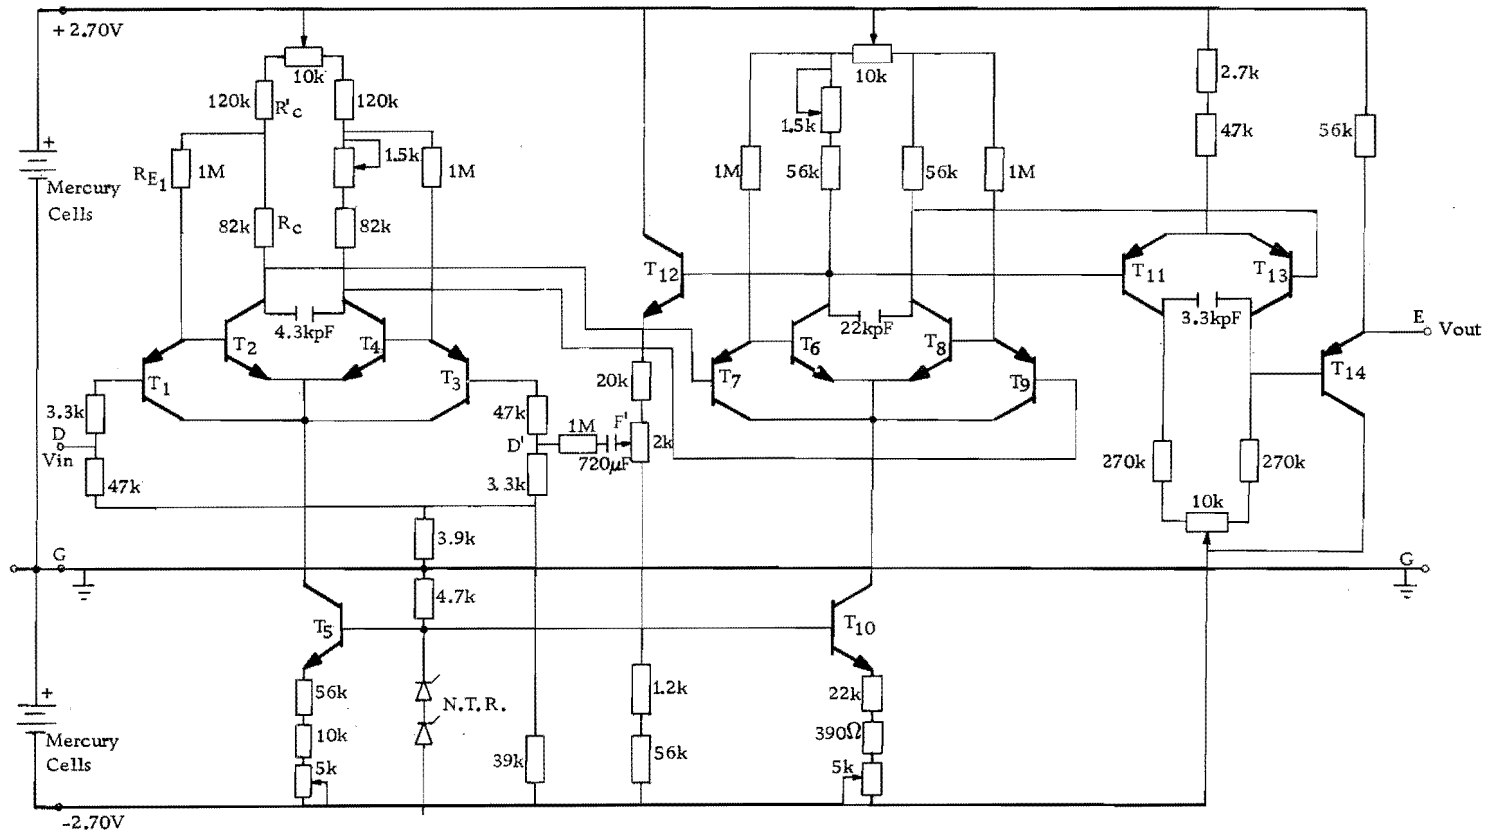 + 2.70V
10k
10k
2.7k
120k
R'c
120k
1.5k
47k
56k
+
1.5k
RE1
1M
1M
1M
56k
56k
1M
Mercury
Cells
82k
Rc
82k
T12
T11
T13
4.3kpF
22kpF
3.3kpF
E
Vout
T2
T4
T6
T8
T1
T3
T7
T9
T14
20k
3.3k
47k
1M
F'
D
D'
2k
Vin
720µF
270k
270k
47k
3.3k
10k
3.9k
G
G
4.7k
T5
T10
+
56k
N.T.R.
1.2k
22k
Mercury
Cells
10k
390Ω
39k
56k
5k
5k
-2.70V